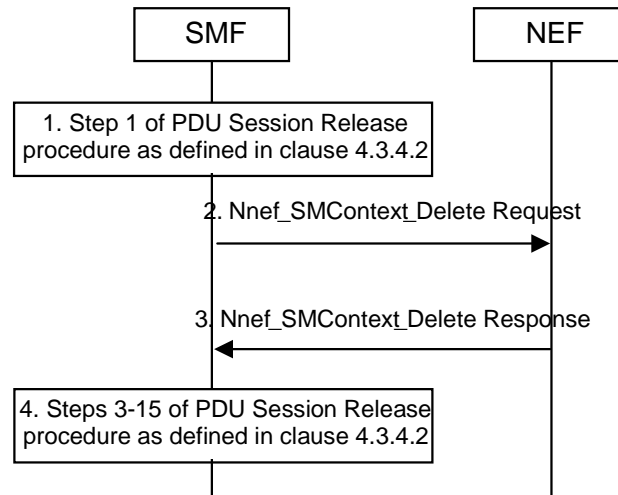 SMF
NEF
1. Step 1 of PDU Session Release
procedure as defined in clause 4.3.4.2
2. Nnef_SMContext_Delete Request
3. Nnef_SMContext_Delete Response
4. Steps 3-15 of PDU Session Release
procedure as defined in clause 4.3.4.2